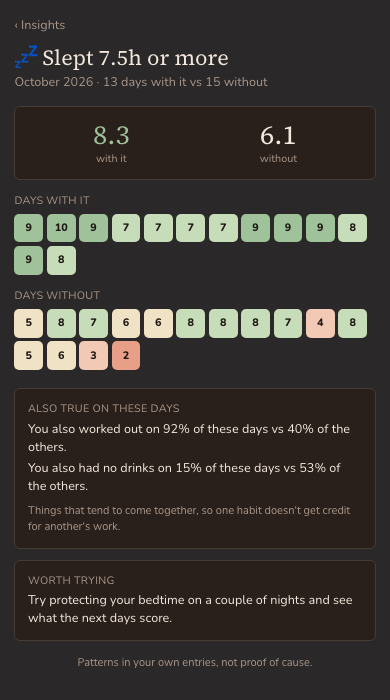 ‹ Insights
💤 Slept 7.5h or more
October 2026 · 13 days with it vs 15 without
8.3 6.1
with it without
DAYS WITH IT
9 10 9 7 7 7 7 9 9 9 8
9 8
DAYS WITHOUT
5 8 7 6 6 8 8 8 7 4 8
5 6 3 2
ALSO TRUE ON THESE DAYS
You also worked out on 92% of these days vs 40% of the
others.
You also had no drinks on 15% of these days vs 53% of
the others.
Things that tend to come together, so one habit doesn't get credit
for another's work.
WORTH TRYING
Try protecting your bedtime on a couple of nights and see
what the next days score.
Patterns in your own entries, not proof of cause.